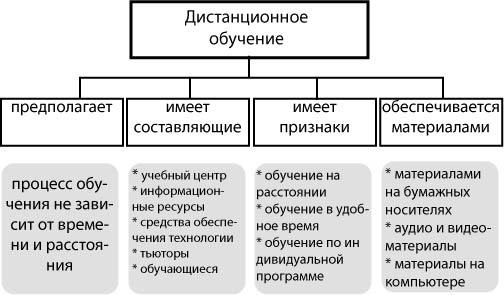 Дистанционное
обучение
предполагает
имеет
составляющие
имеет
признаки
обеспечивается
материалами
процесс обу-
чения не зави-
сит от време-
ни и расстоя-
ния
* учебный центр
* информацион-
ные ресурсы
* средства обеспе-
чения технологии
* тьюторы
* обучающиеся
* обучение на
расстоянии
* обучение в удоб-
ное время
* обучение по ин
дивидуальной
программе
* материалами
на бумажных
носителях
* аудио и видео-
материалы
* материалы на
компьютере